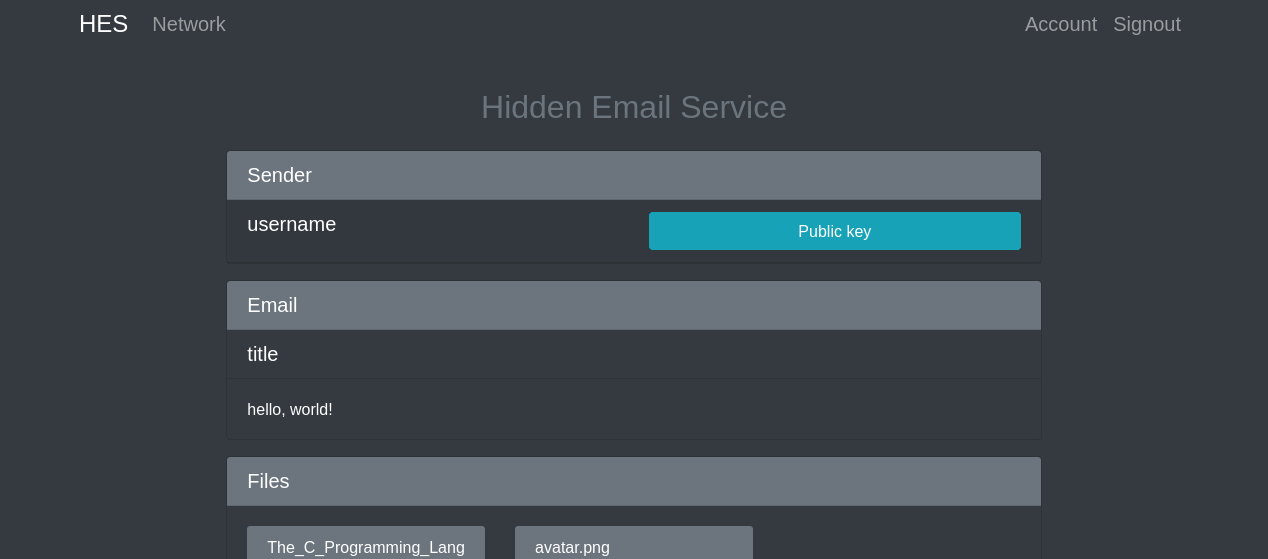 HES Network Account Signout
Hidden Email Service
Sender
username Public key
Email
title
hello, world!
Files
The_C_Programming_Lang avatar.png